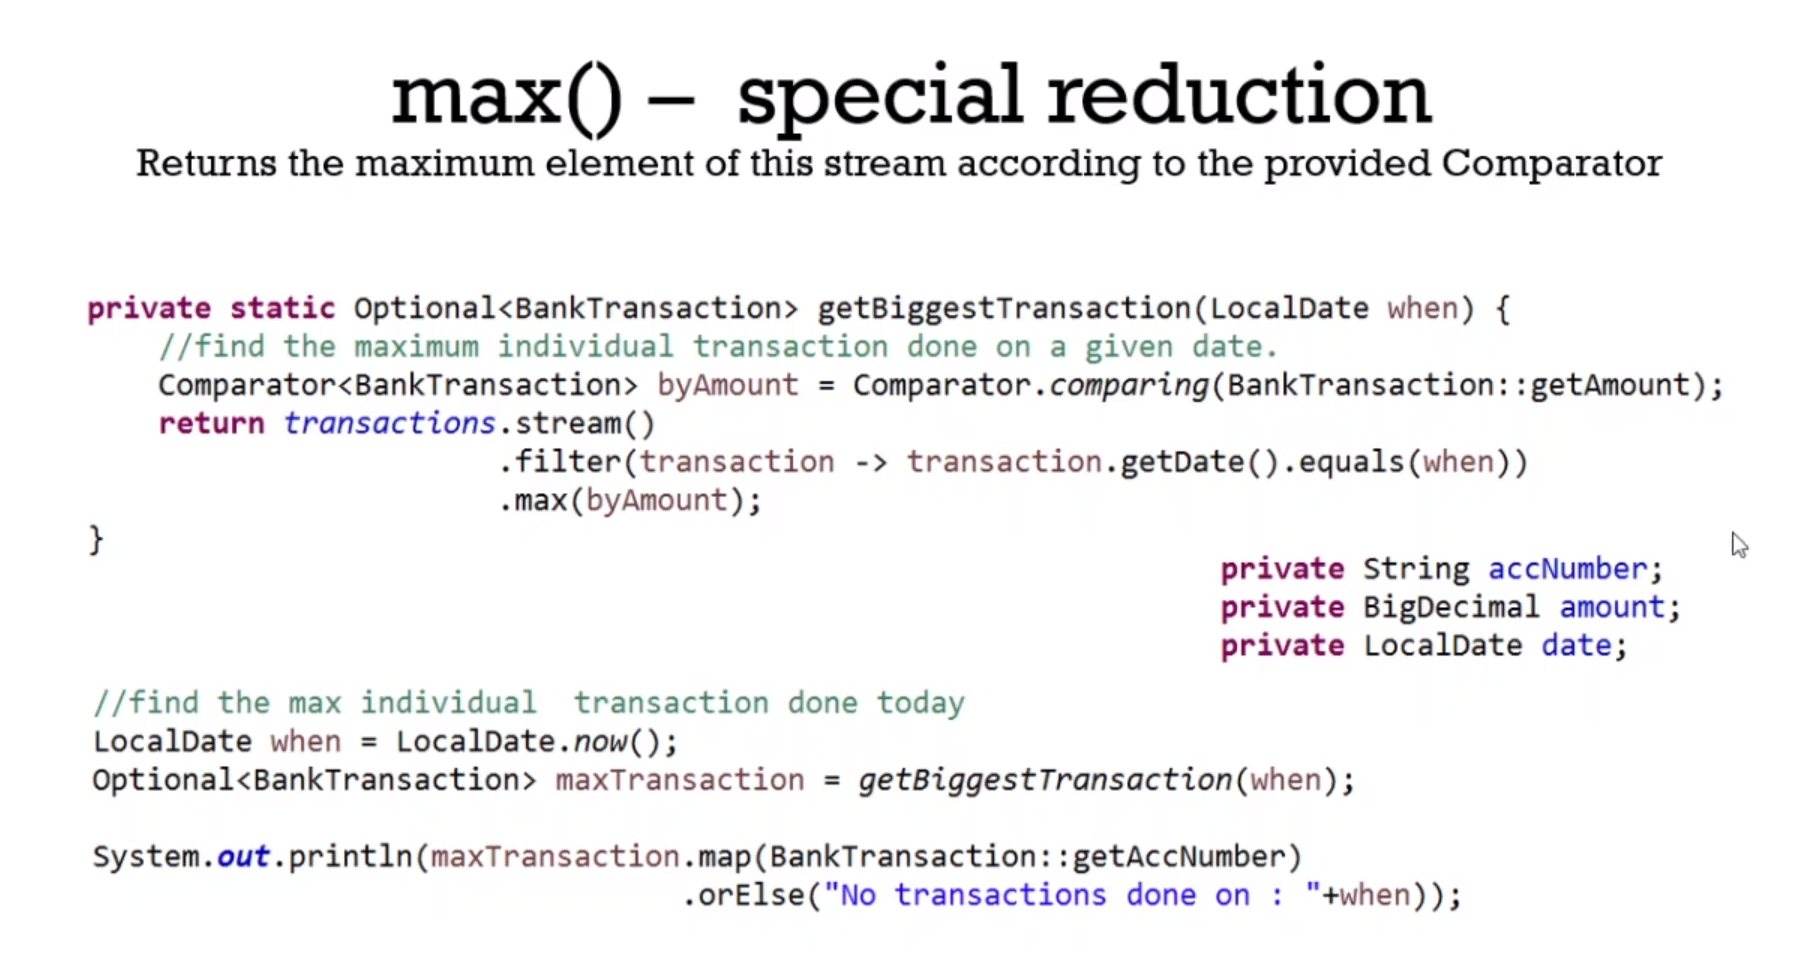 max() – special reduction
Returns the maximum element of this stream according to the provided Comparator
private static Optional<BankTransaction> getBiggestTransaction(LocalDate when) {
//find the maximum individual transaction done on a given date.
Comparator<BankTransaction> byAmount = Comparator.comparing(BankTransaction::getAmount);
return transactions.stream()
.filter(transaction -> transaction.getDate().equals(when))
.max(byAmount);
}
private String accNumber;
private BigDecimal amount;
private LocalDate date;
//find the max individual  transaction done today
LocalDate when = LocalDate.now();
Optional<BankTransaction> maxTransaction = getBiggestTransaction(when);
System.out.println(maxTransaction.map(BankTransaction::getAccNumber)
.orElse("No transactions done on : "+when));